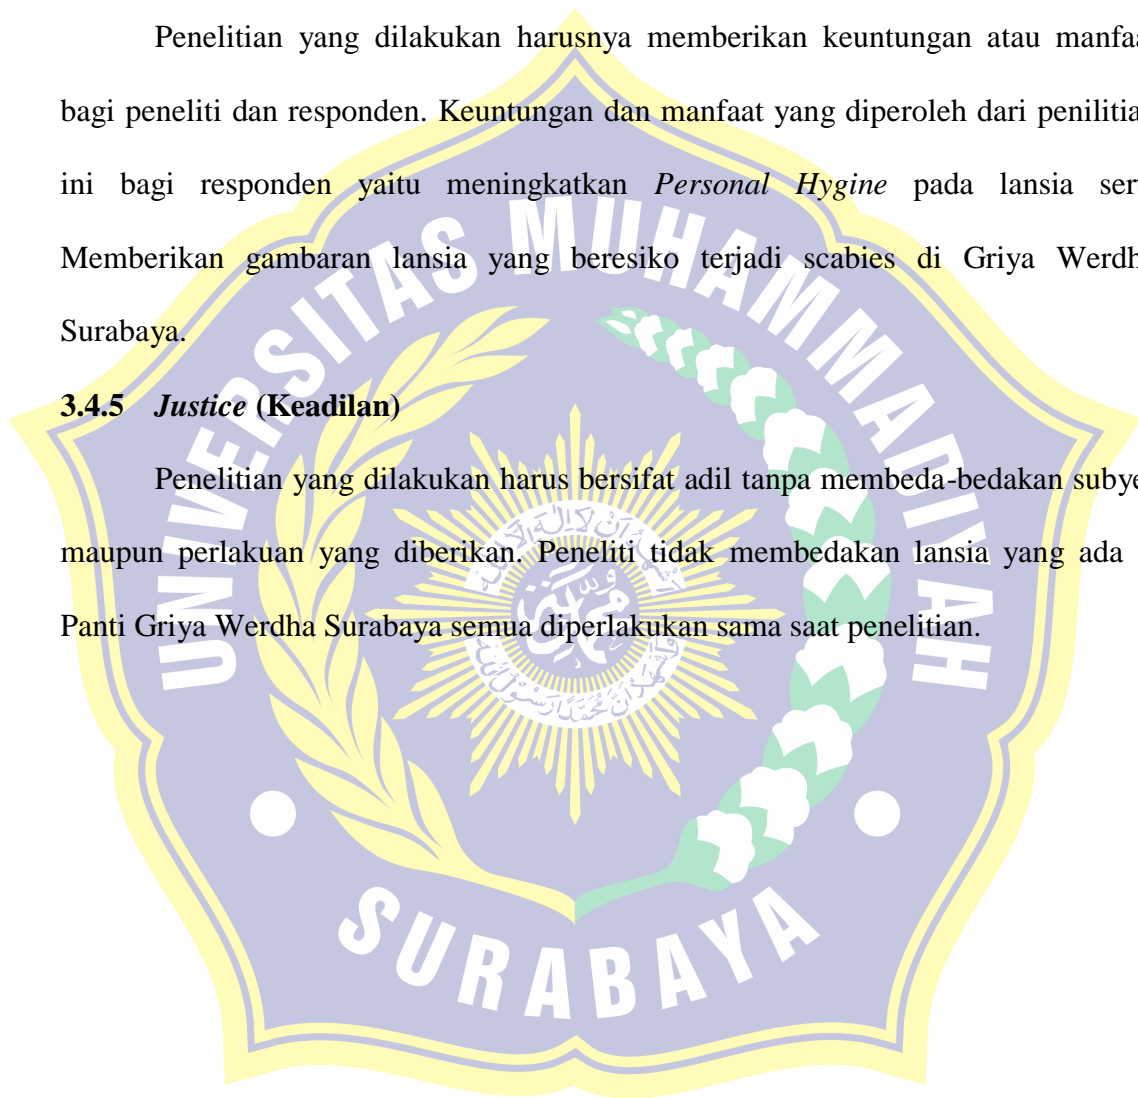 Penelitian yang dilakukan harusnya memberikan keuntungan atau manfaa
bagi peneliti dan responden. Keuntungan dan manfaat yang diperoleh dari penilitia
ini bagi responden yaitu meningkatkan Personal Hygine pada lansia ser
Memberikan gambaran lansia yang beresiko terjadi scabies di Griya Werdh
Surabaya.
3.4.5 Justice (Keadilan)
Penelitian yang dilakukan harus bersifat adil tanpa membeda-bedakan subye
maupun perlakuan yang diberikan. Peneliti tidak membedakan lansia yang ada
Panti Griya Werdha Surabaya semua diperlakukan sama saat penelitian.
UNIVERSITAS MUHAMMADIYAH
SURABAYA